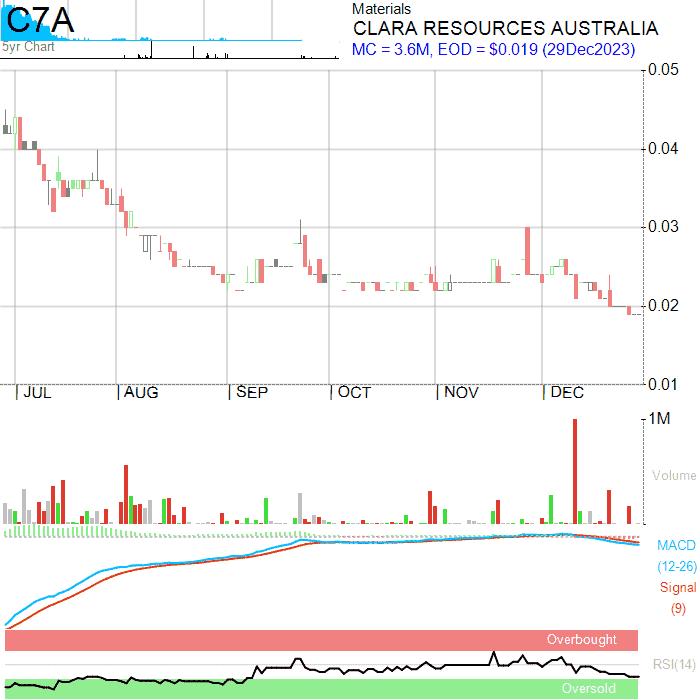 C7A
5yr Chart
Materials
CLARA RESOURCES AUSTRALIA
MC = 3.6M, EOD = $0.019 (29Dec2023)
0.05
0.04
0.03
0.02
0.01
JUL AUG SEP OCT NOV DEC
1M
Volume
MACD
(12-26)
Signal
(9)
Overbought
RSI(14)
Oversold